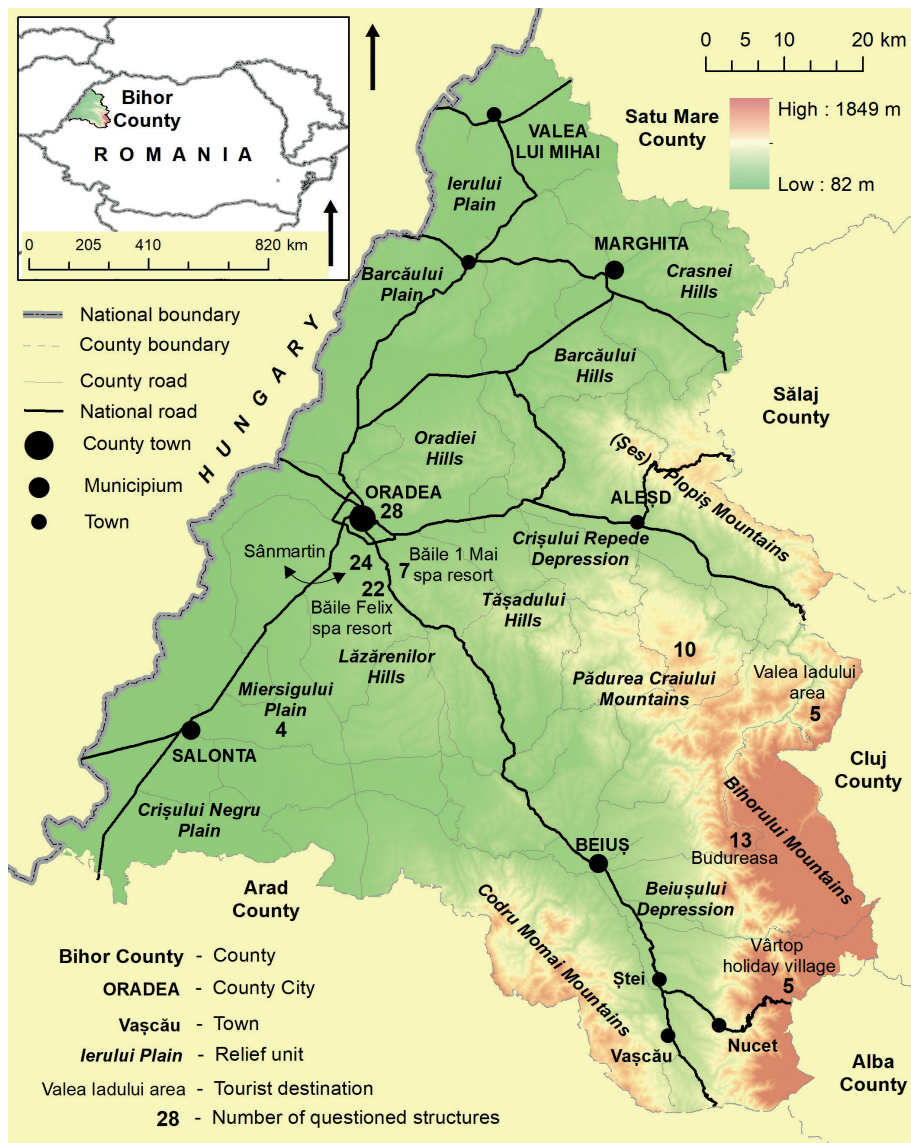 Bihor
County
ROMANIA
0 205 410 820 km
0 5 10 20 km
High : 1849 m
Low : 82 m
Satu Mare
County
VALEA
LUI MIHAI
Ierului
Plain
MARGHITA
Crasnei
Hills
Barcăului
Plain
National boundary
County boundary
County road
National road
County town
Municipium
Town
HUNGARY
Barcăului
Hills
Sălaj
County
Oradiei
Hills
(Șes) Plopiș Mountains
ORADEA
28
ALEȘD
Crișului Repede
Depression
Sânmartin
24
7
Băile 1 Mai
spa resort
22
Băile Felix
spa resort
Tășadului
Hills
Lăzărenilor
Hills
10
Pădurea Craiului
Mountains
Valea Iadului
area
5
Miersigului
Plain
4
SALONTA
Cluj
County
Bihorului Mountains
Crișului Negru
Plain
13
Budureasa
BEIUȘ
Arad
County
Beiușului
Depression
Codru Momai Mountains
Vârtop
holiday village
5
Ștei
Nucet
Vașcău
Alba
County
Bihor County - County
ORADEA - County City
Vașcău - Town
Ierului Plain - Relief unit
Valea Iadului area - Tourist destination
28 - Number of questioned structures